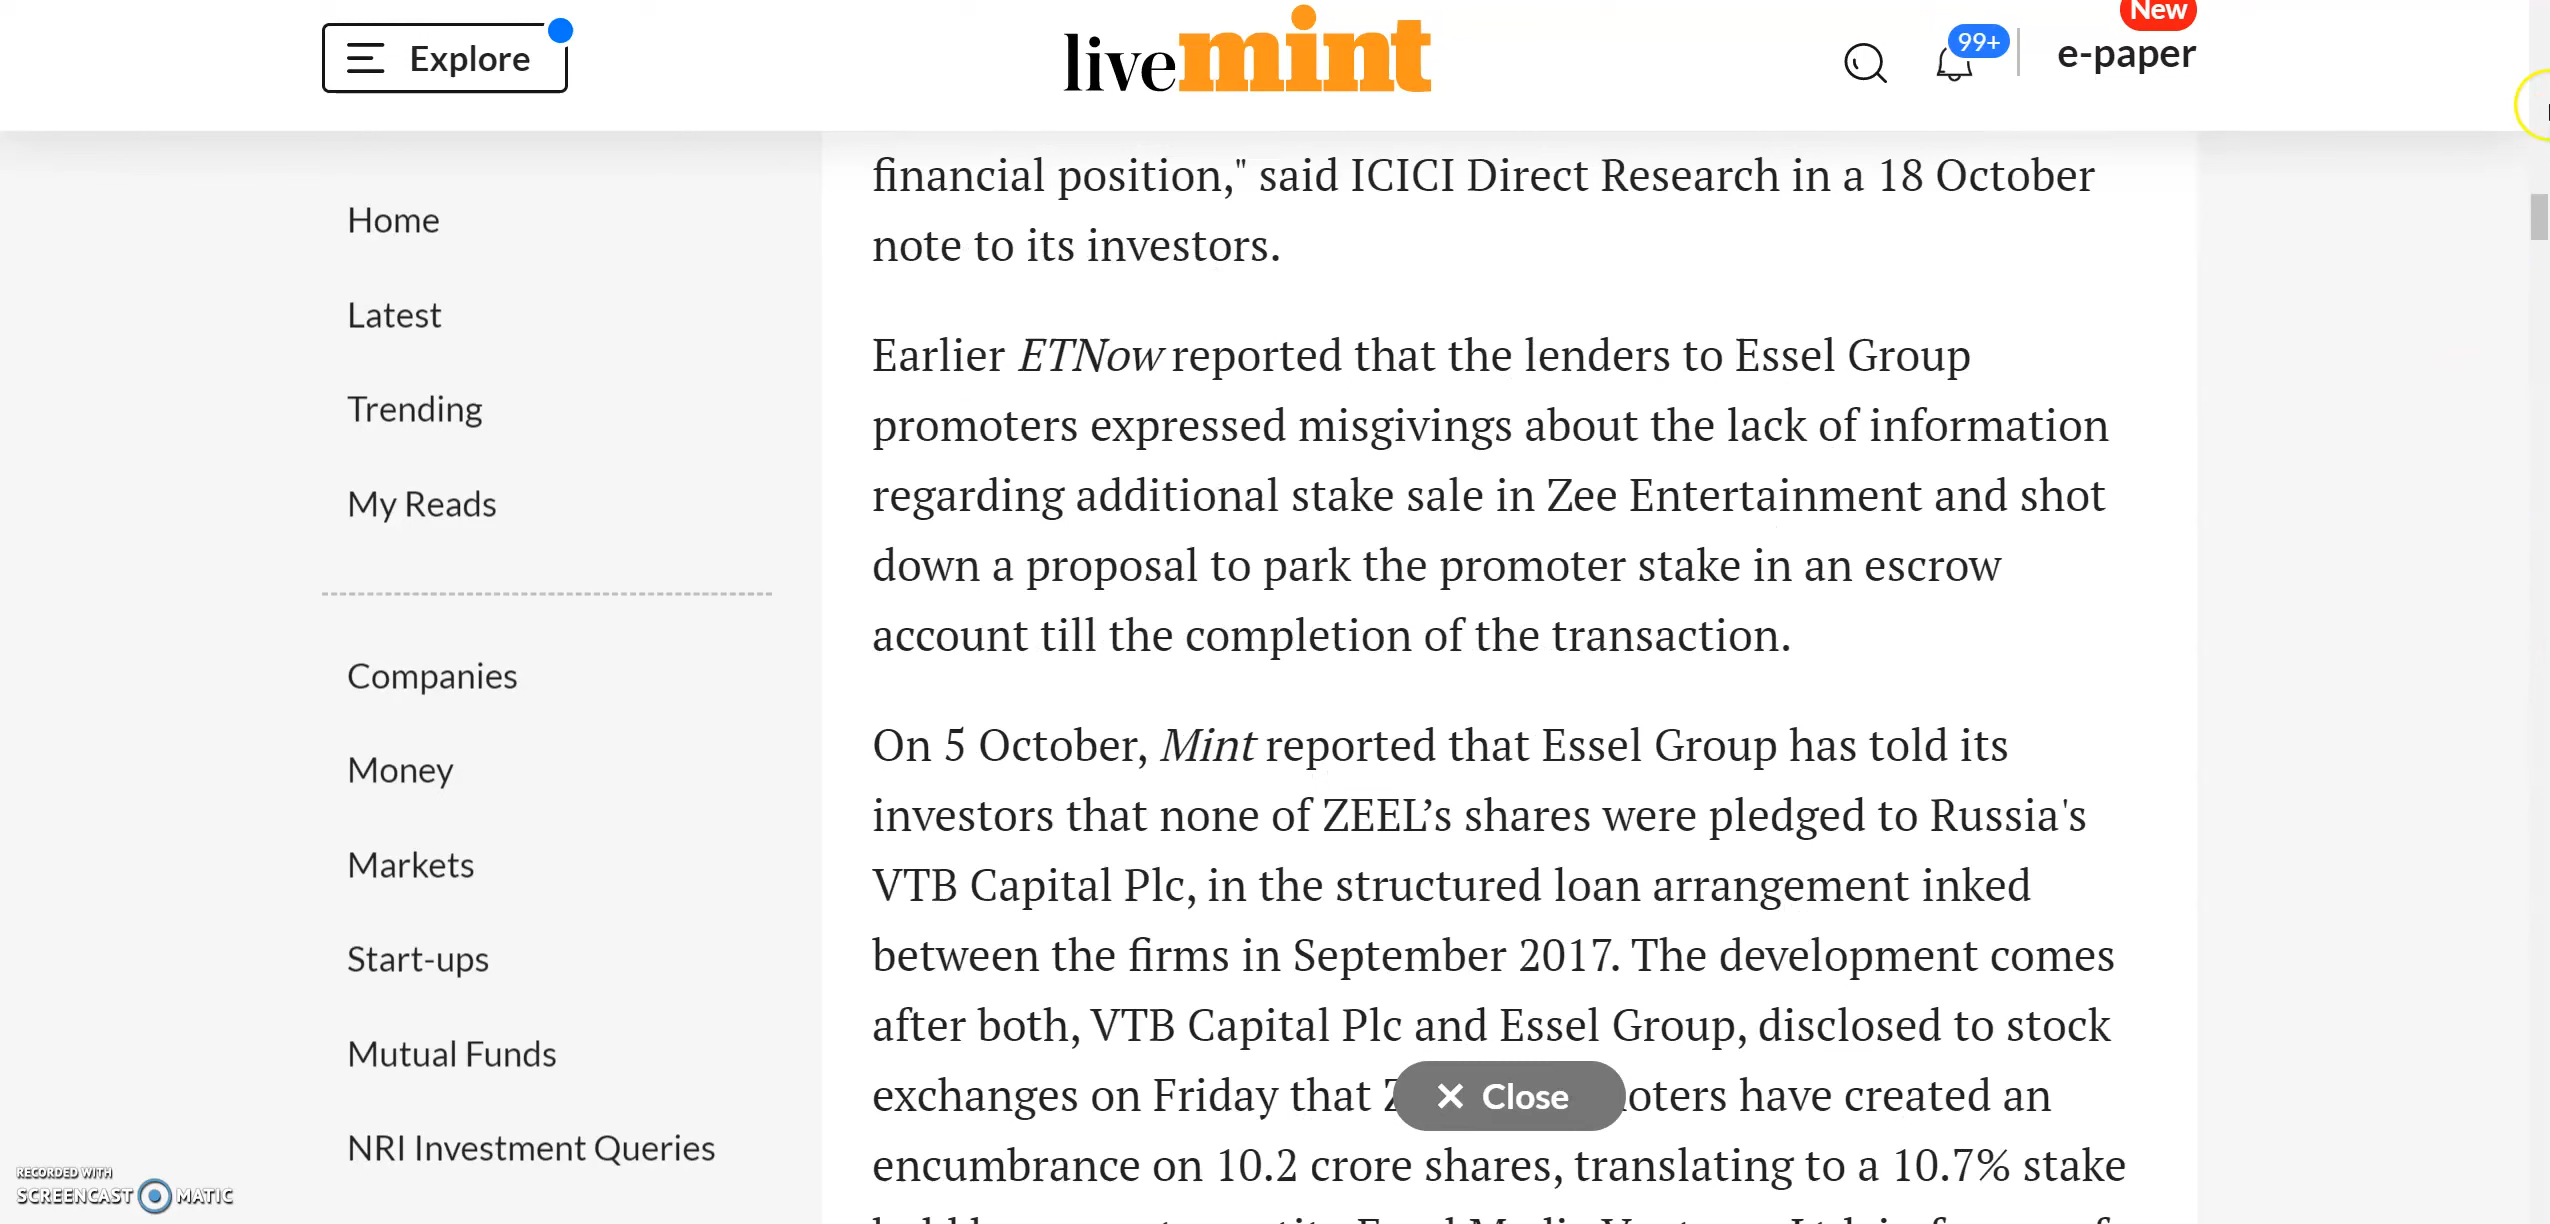 Explore
livemint
99+
New
e-paper
Home
Latest
Trending
My Reads
Companies
Money
Markets
Start-ups
Mutual Funds
NRI Investment Queries
financial position," said ICICI Direct Research in a 18 October
note to its investors.
Earlier ETNow reported that the lenders to Essel Group
promoters expressed misgivings about the lack of information
regarding additional stake sale in Zee Entertainment and shot
down a proposal to park the promoter stake in an escrow
account till the completion of the transaction.
On 5 October, Mint reported that Essel Group has told its
investors that none of ZEEL’s shares were pledged to Russia's
VTB Capital Plc, in the structured loan arrangement inked
between the firms in September 2017. The development comes
after both, VTB Capital Plc and Essel Group, disclosed to stock
exchanges on Friday that have created an
encumbrance on 10.2 crore shares, translating to a 10.7% stake
Close
RECORDED WITH
SCREENCAST MATIC